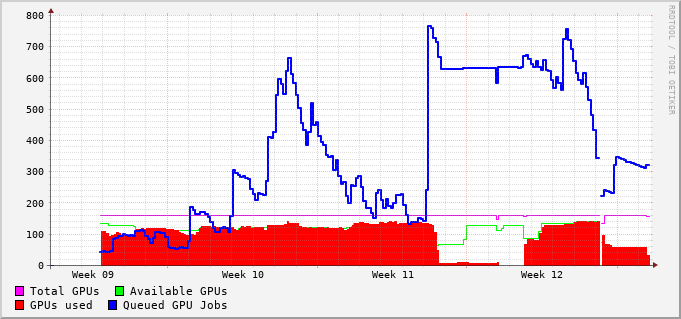 800
700
600
500
400
300
200
100
0
Week 09 Week 10 Week 11 Week 12
Total GPUs Available GPUs
GPUs used Queued GPU Jobs
RRDTOOL / TOBI OETIKER